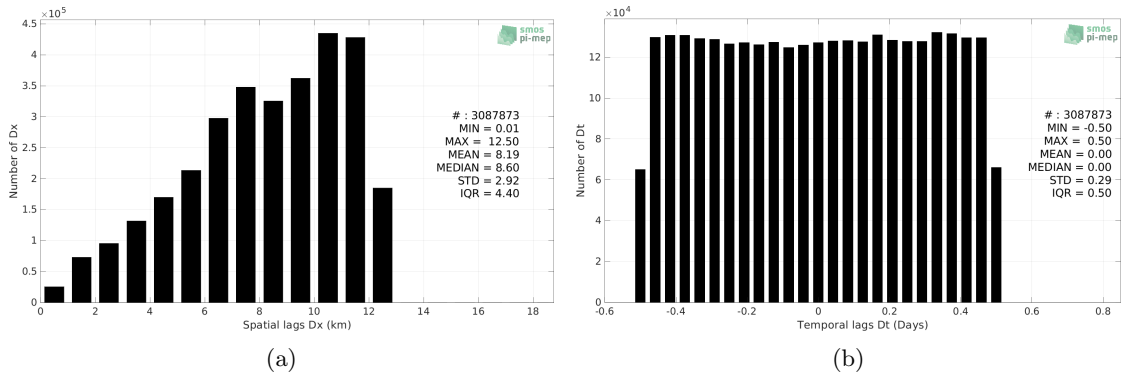 ×10⁵
4.5
4
3.5
3
2.5
2
1.5
1
0.5
0
Number of Dx
smos
pi-mep
# : 3087873
MIN = 0.01
MAX = 12.50
MEAN = 8.19
MEDIAN = 8.60
STD = 2.92
IQR = 4.40
0 2 4 6 8 10 12 14 16 18
Spatial lags Dx (km)
(a)
×10⁴
12
10
8
6
4
2
0
Number of Dt
smos
pi-mep
# : 3087873
MIN = -0.50
MAX = 0.50
MEAN = 0.00
MEDIAN = 0.00
STD = 0.29
IQR = 0.50
-0.6 -0.4 -0.2 0 0.2 0.4 0.6 0.8
Temporal lags Dt (Days)
(b)